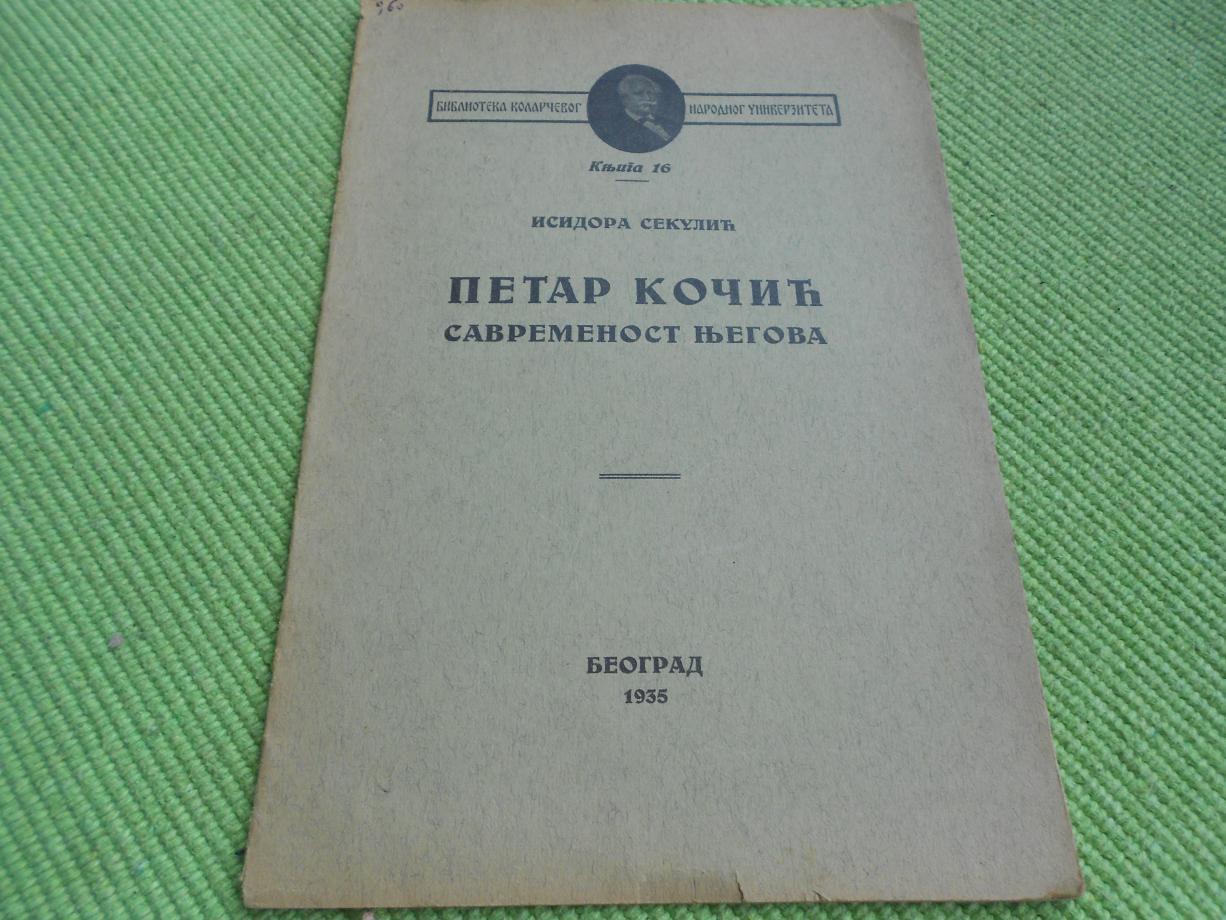 БИБЛИОТЕКА КОЛАРЧЕВОГ НАРОДНОГ УНИВЕРЗИТЕТА
Књига 16
ИСИДОРА СЕКУЛИЋ
ПЕТАР КОЧИЋ
САВРЕМЕНОСТ ЊЕГОВА
БЕОГРАД
1935